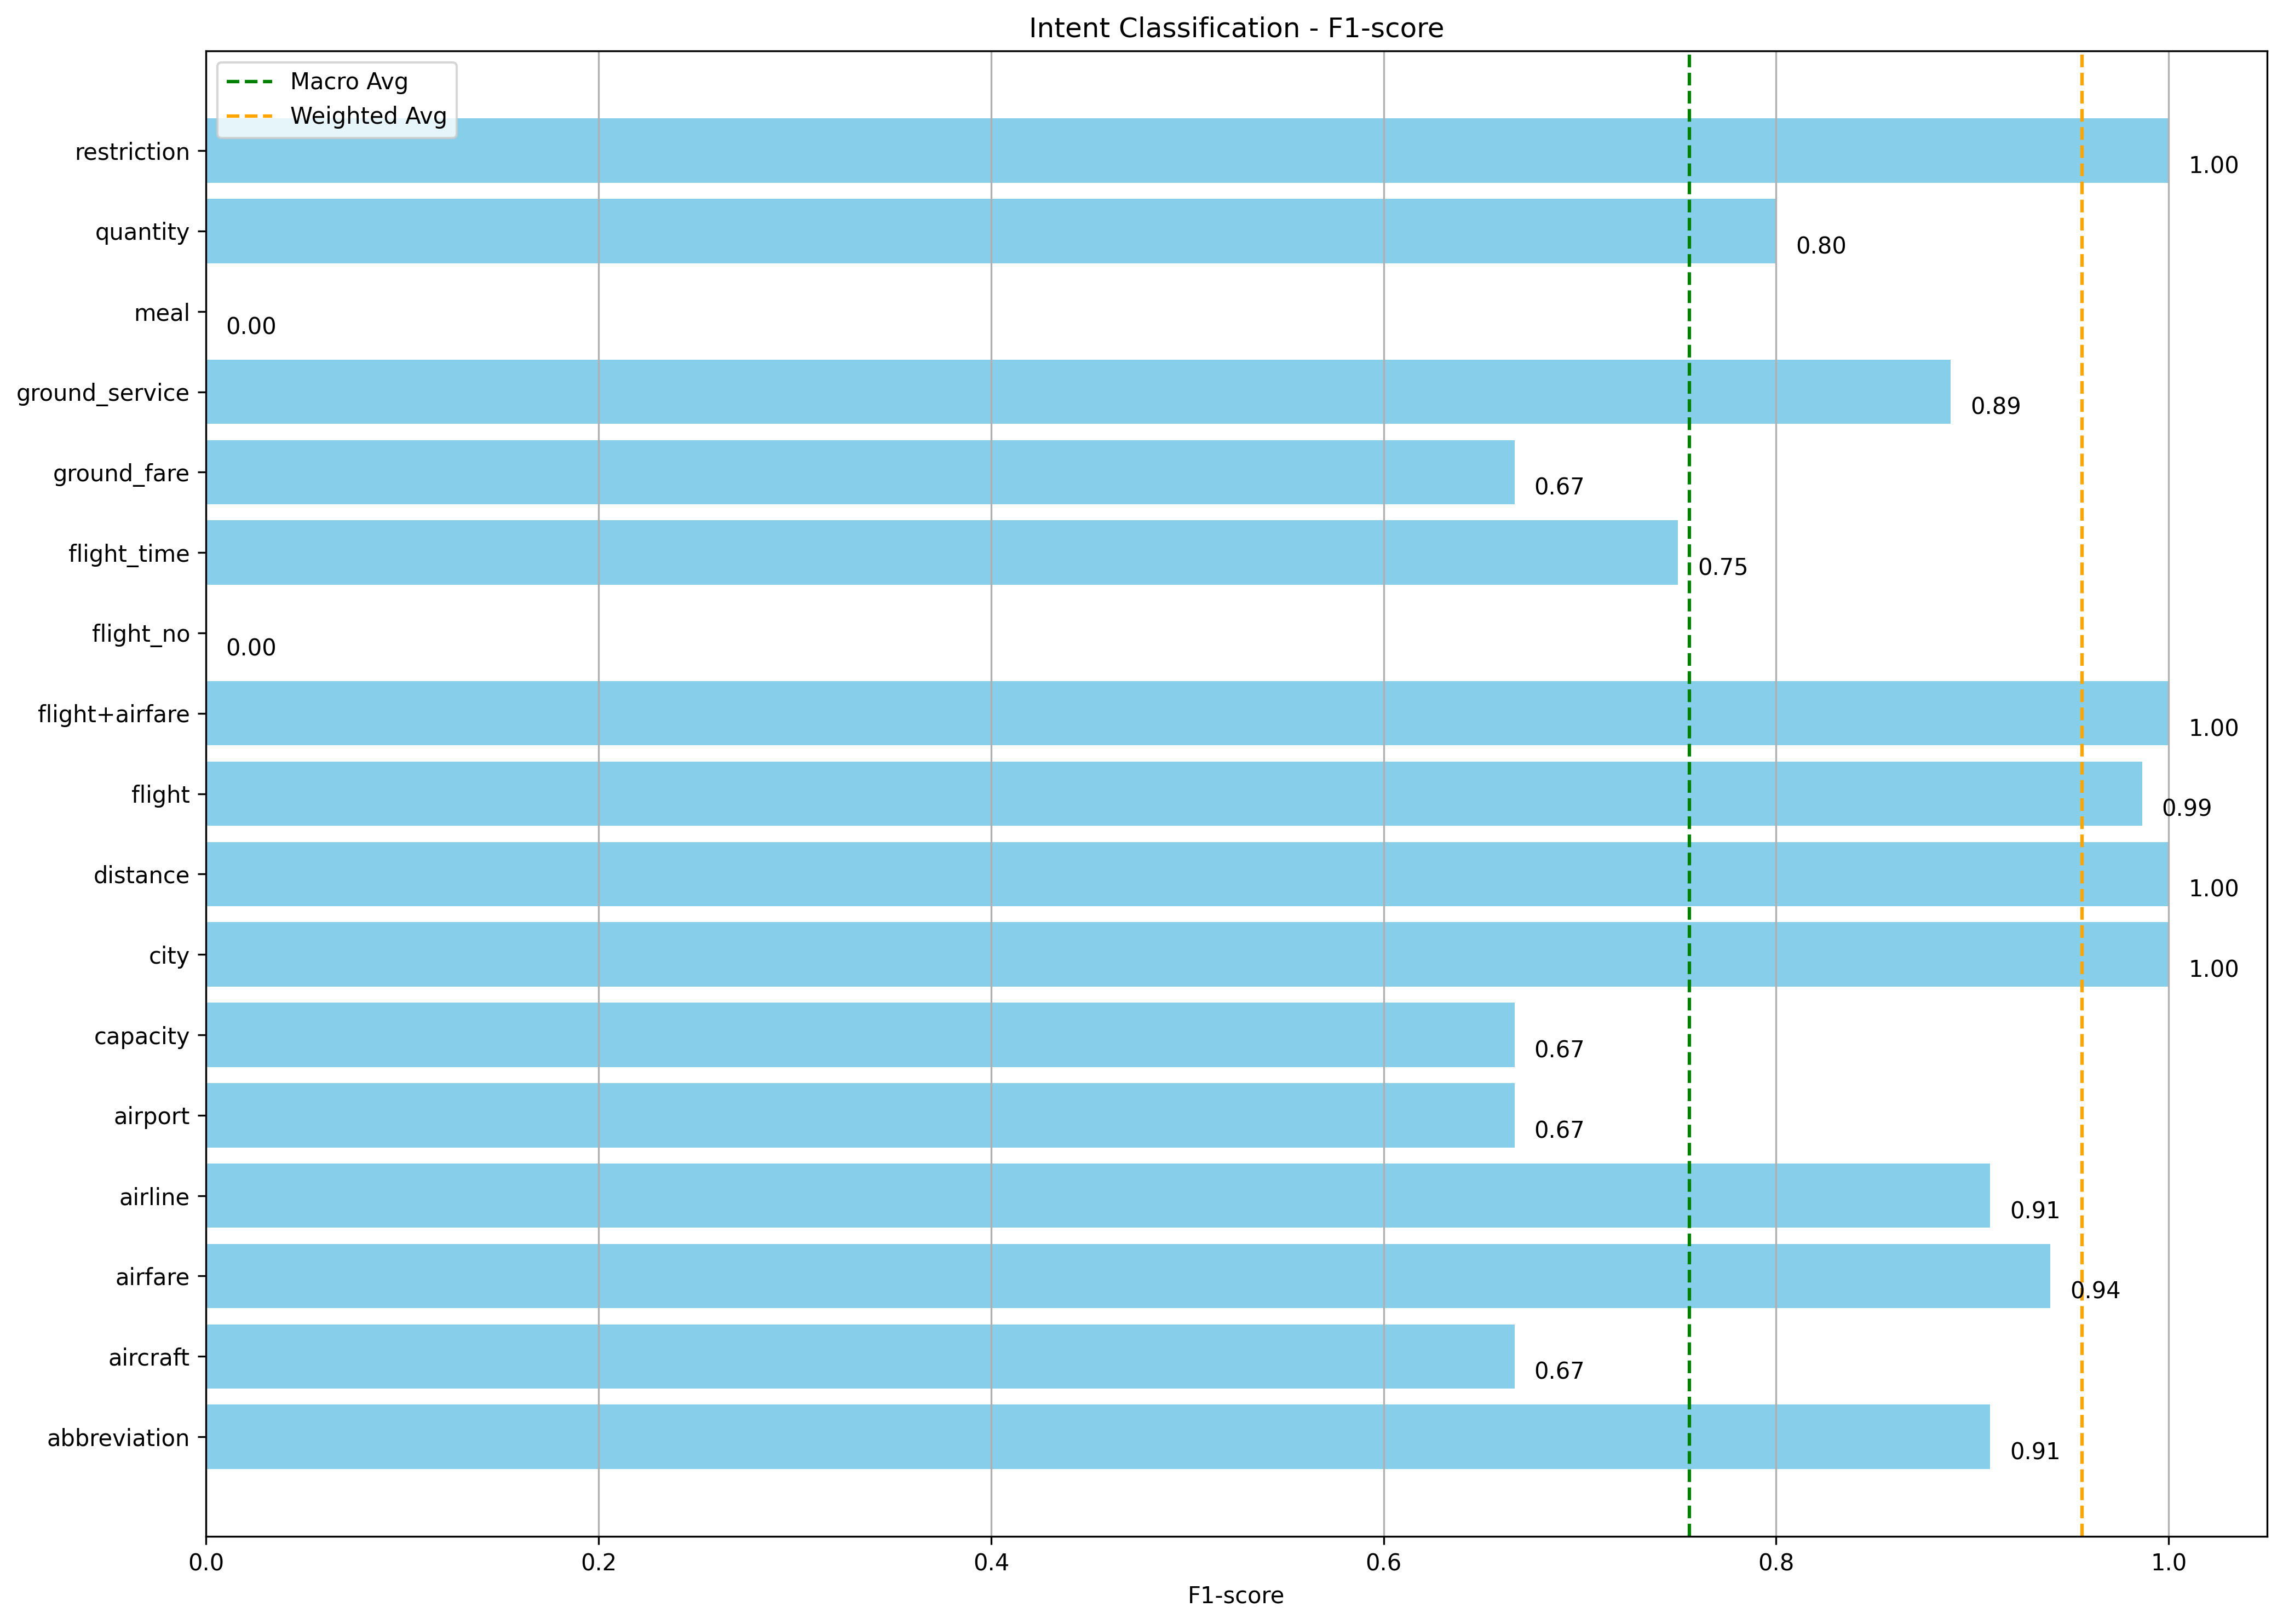 Intent Classification - F1-score
Macro Avg
Weighted Avg
restriction
1.00
quantity
0.80
meal
0.00
ground_service
0.89
ground_fare
0.67
flight_time
0.75
flight_no
0.00
flight+airfare
1.00
flight
0.99
distance
1.00
city
1.00
capacity
0.67
airport
0.67
airline
0.91
airfare
0.94
aircraft
0.67
abbreviation
0.91
0.0 0.2 0.4 0.6 0.8 1.0
F1-score